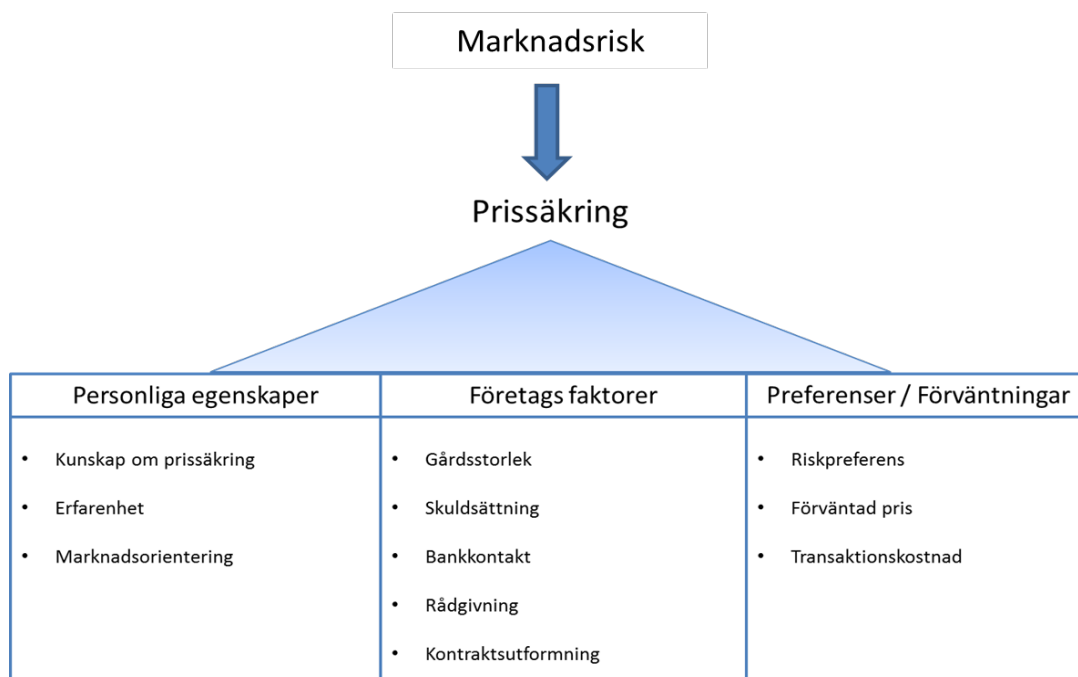 Marknadsrisk
Prissäkring
Personliga egenskaper
Företags faktorer
Preferenser / Förväntningar
• Kunskap om prissäkring
• Erfarenhet
• Marknadsorientering
• Gårdsstorlek
• Skuldsättning
• Bankkontakt
• Rådgivning
• Kontraktsutformning
• Riskpreferens
• Förväntad pris
• Transaktionskostnad